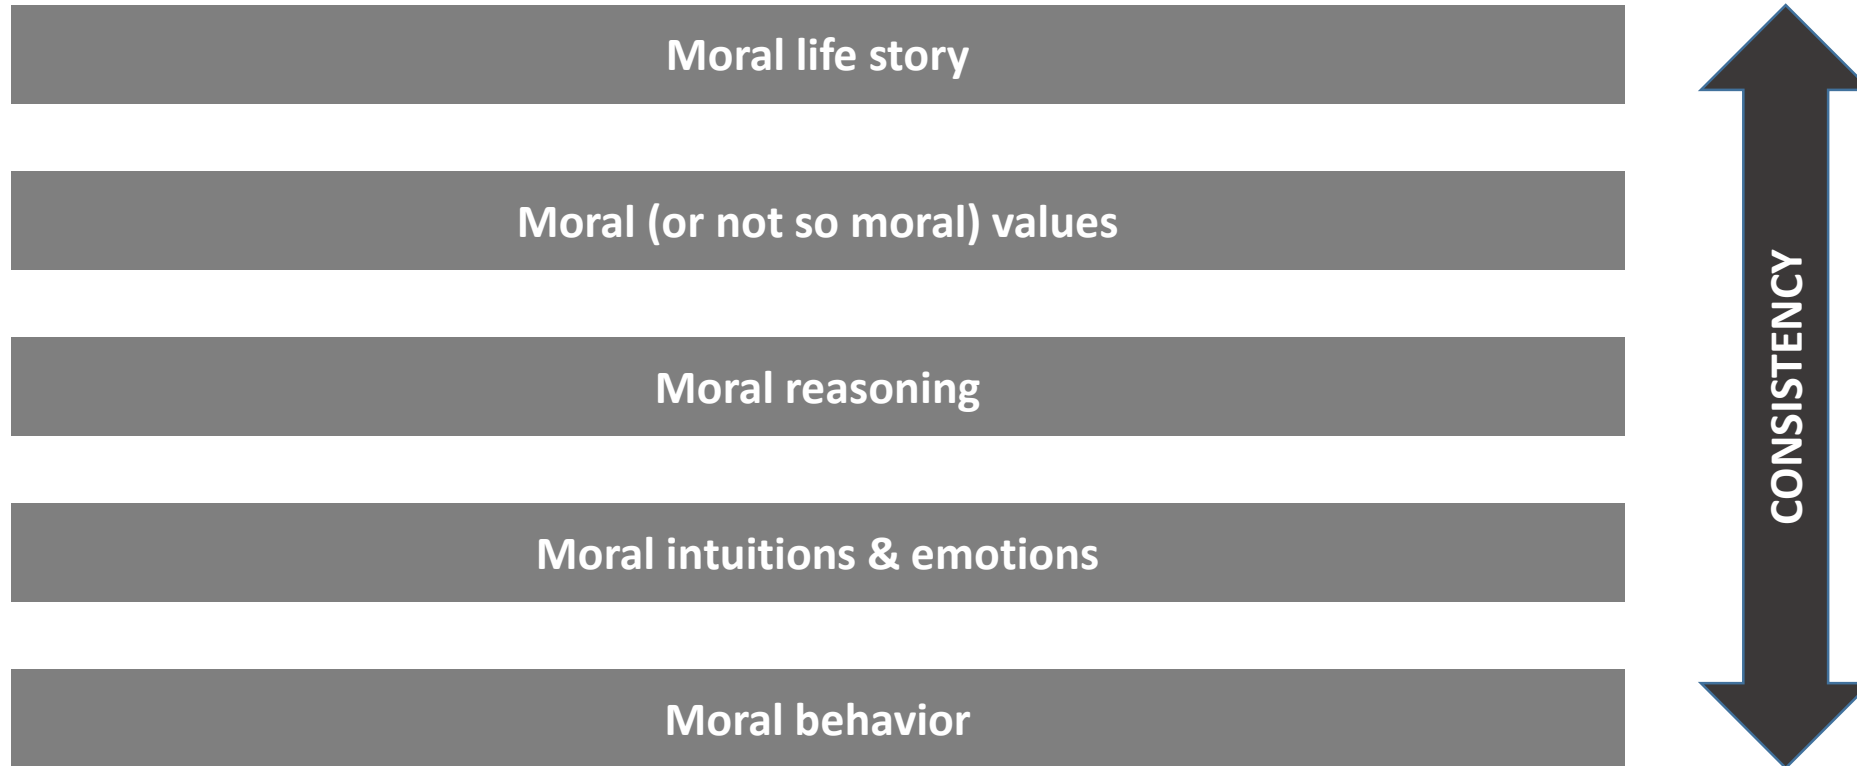 Moral life story
Moral (or not so moral) values
Moral reasoning
Moral intuitions & emotions
Moral behavior
CONSISTENCY